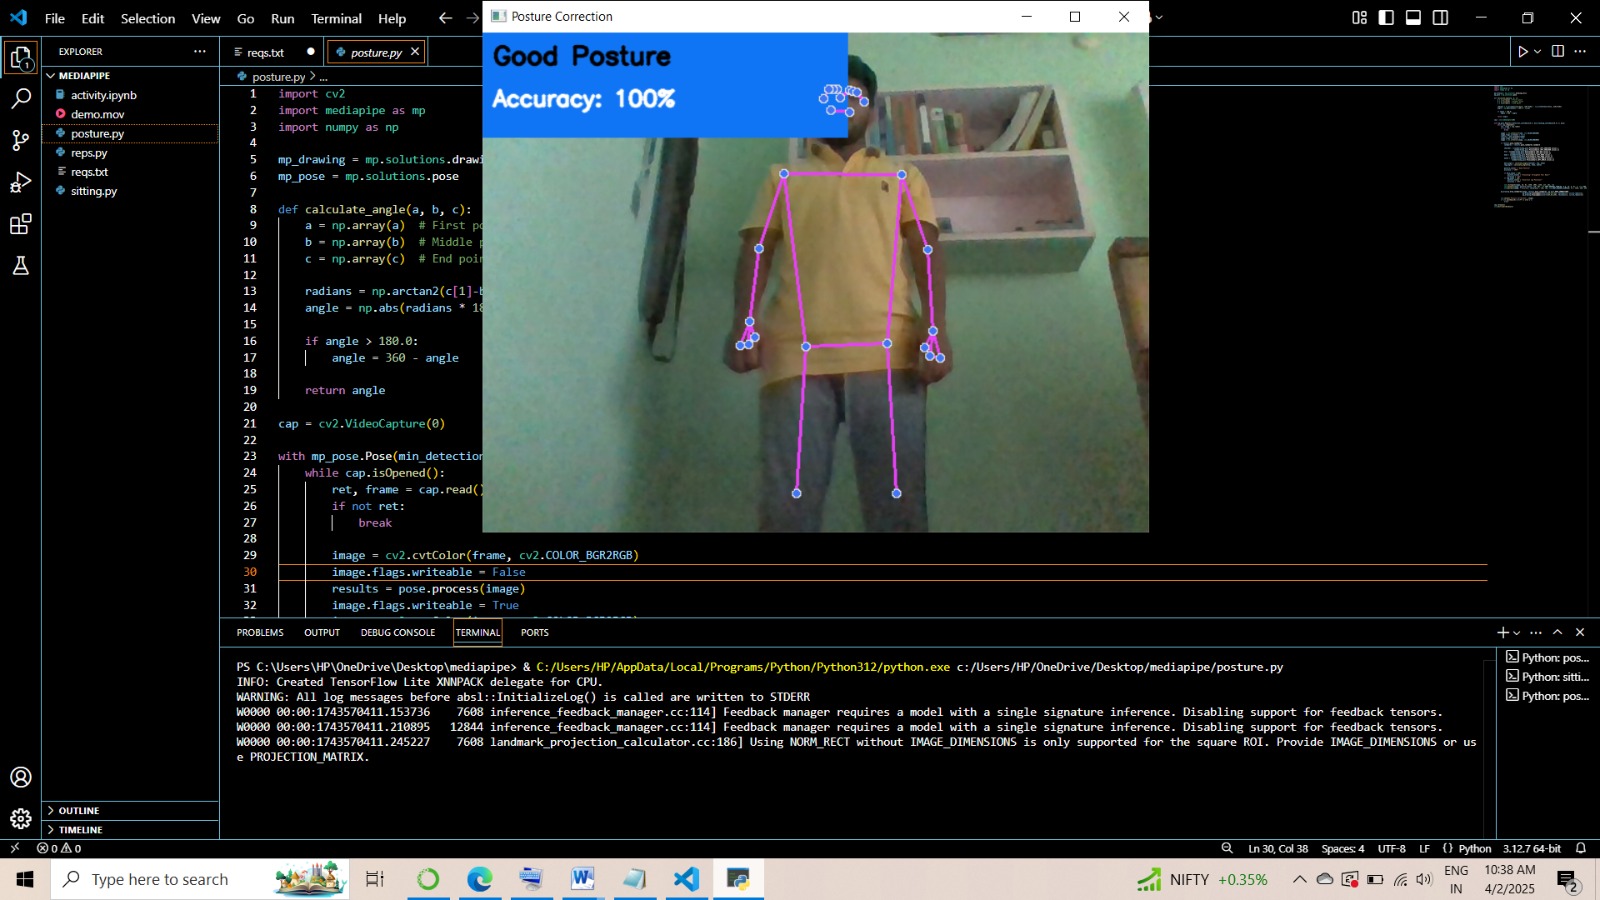 File Edit Selection View Go Run Terminal Help
Posture Correction
EXPLORER
MEDIAPIPE
activity.ipynb
demo.mov
posture.py
reps.py
reqs.txt
sitting.py
OUTLINE
TIMELINE
reqs.txt
posture.py
posture.py > ...
1 import cv2
2 import mediapipe as mp
3 import numpy as np
4
5 mp_drawing = mp.solutions.drawi
6 mp_pose = mp.solutions.pose
7
8 def calculate_angle(a, b, c):
9 a = np.array(a) # First po
10 b = np.array(b) # Middle p
11 c = np.array(c) # End poin
12
13 radians = np.arctan2(c[1]-b
14 angle = np.abs(radians * 18
15
16 if angle > 180.0:
17 angle = 360 - angle
18
19 return angle
20
21 cap = cv2.VideoCapture(0)
22
23 with mp_pose.Pose(min_detection
24 while cap.isOpened():
25 ret, frame = cap.read()
26 if not ret:
27 break
28
29 image = cv2.cvtColor(frame, cv2.COLOR_BGR2RGB)
30 image.flags.writeable = False
31 results = pose.process(image)
32 image.flags.writeable = True
Good Posture
Accuracy: 100%
PROBLEMS OUTPUT DEBUG CONSOLE TERMINAL PORTS
PS C:\Users\HP\OneDrive\Desktop\mediapipe> & C:/Users/HP/AppData/Local/Programs/Python/Python312/python.exe c:/Users/HP/OneDrive/Desktop/mediapipe/posture.py
INFO: Created TensorFlow Lite XNNPACK delegate for CPU.
WARNING: All log messages before absl::InitializeLog() is called are written to STDERR
W0000 00:00:1743570411.153736 7608 inference_feedback_manager.cc:114] Feedback manager requires a model with a single signature inference. Disabling support for feedback tensors.
W0000 00:00:1743570411.210895 12844 inference_feedback_manager.cc:114] Feedback manager requires a model with a single signature inference. Disabling support for feedback tensors.
W0000 00:00:1743570411.245227 7608 landmark_projection_calculator.cc:186] Using NORM_RECT without IMAGE_DIMENSIONS is only supported for the square ROI. Provide IMAGE_DIMENSIONS or us
e PROJECTION_MATRIX.
Python: pos...
Python: sitti...
Python: pos...
0 0
Ln 30, Col 38 Spaces: 4 UTF-8 LF {} Python 3.12.7 64-bit
Type here to search
NIFTY +0.35%
ENG
IN
10:38 AM
4/2/2025
2